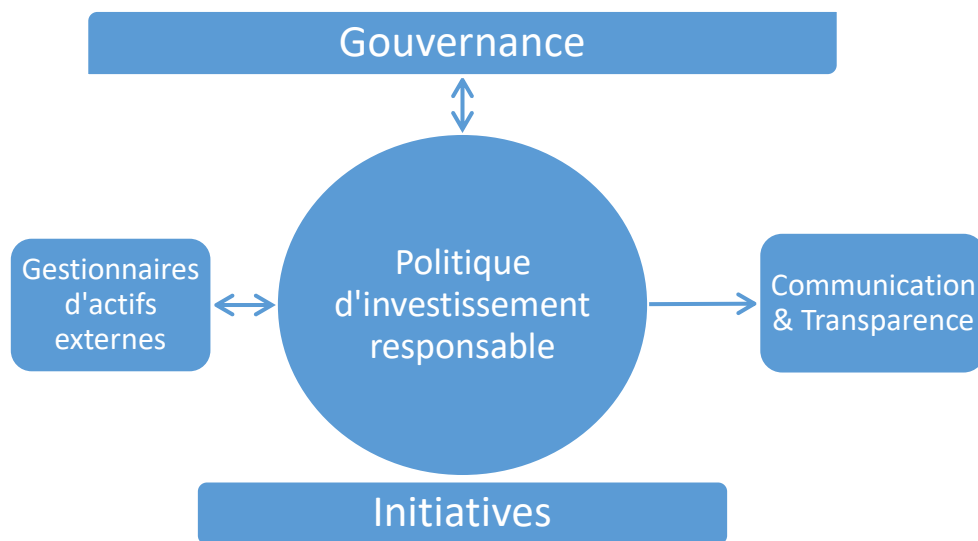 Gouvernance
Politique
d'investissement
responsable
Gestionnaires
d'actifs
externes
Communication
& Transparence
Initiatives